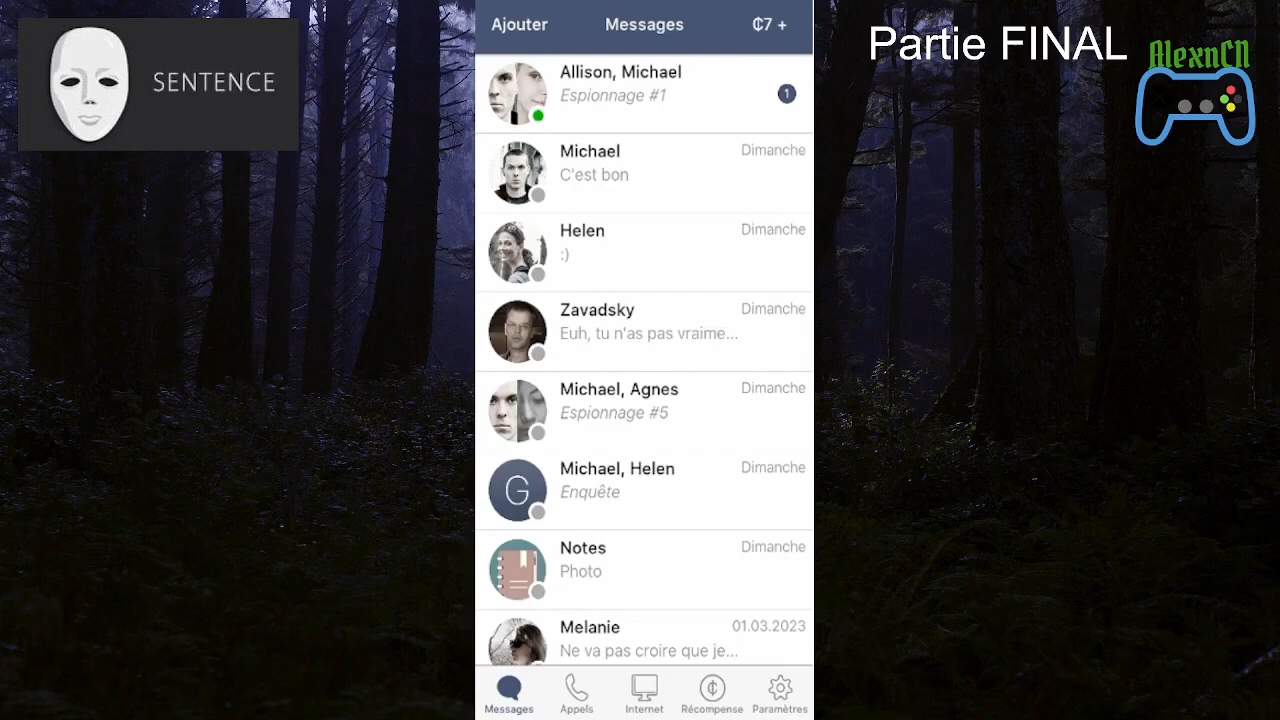 SENTENCE
Ajouter
Messages
₵7 +
Partie FINAL
AlexnCN
Allison, Michael
Espionnage #1
1
Michael
Dimanche
C'est bon
Helen
Dimanche
:)
Zavadsky
Dimanche
Euh, tu n'as pas vraime...
Michael, Agnes
Dimanche
Espionnage #5
G
Michael, Helen
Dimanche
Enquête
Notes
Dimanche
Photo
Melanie
01.03.2023
Ne va pas croire que je...
Messages
Appels
Internet
₵
Récompense
Paramètres